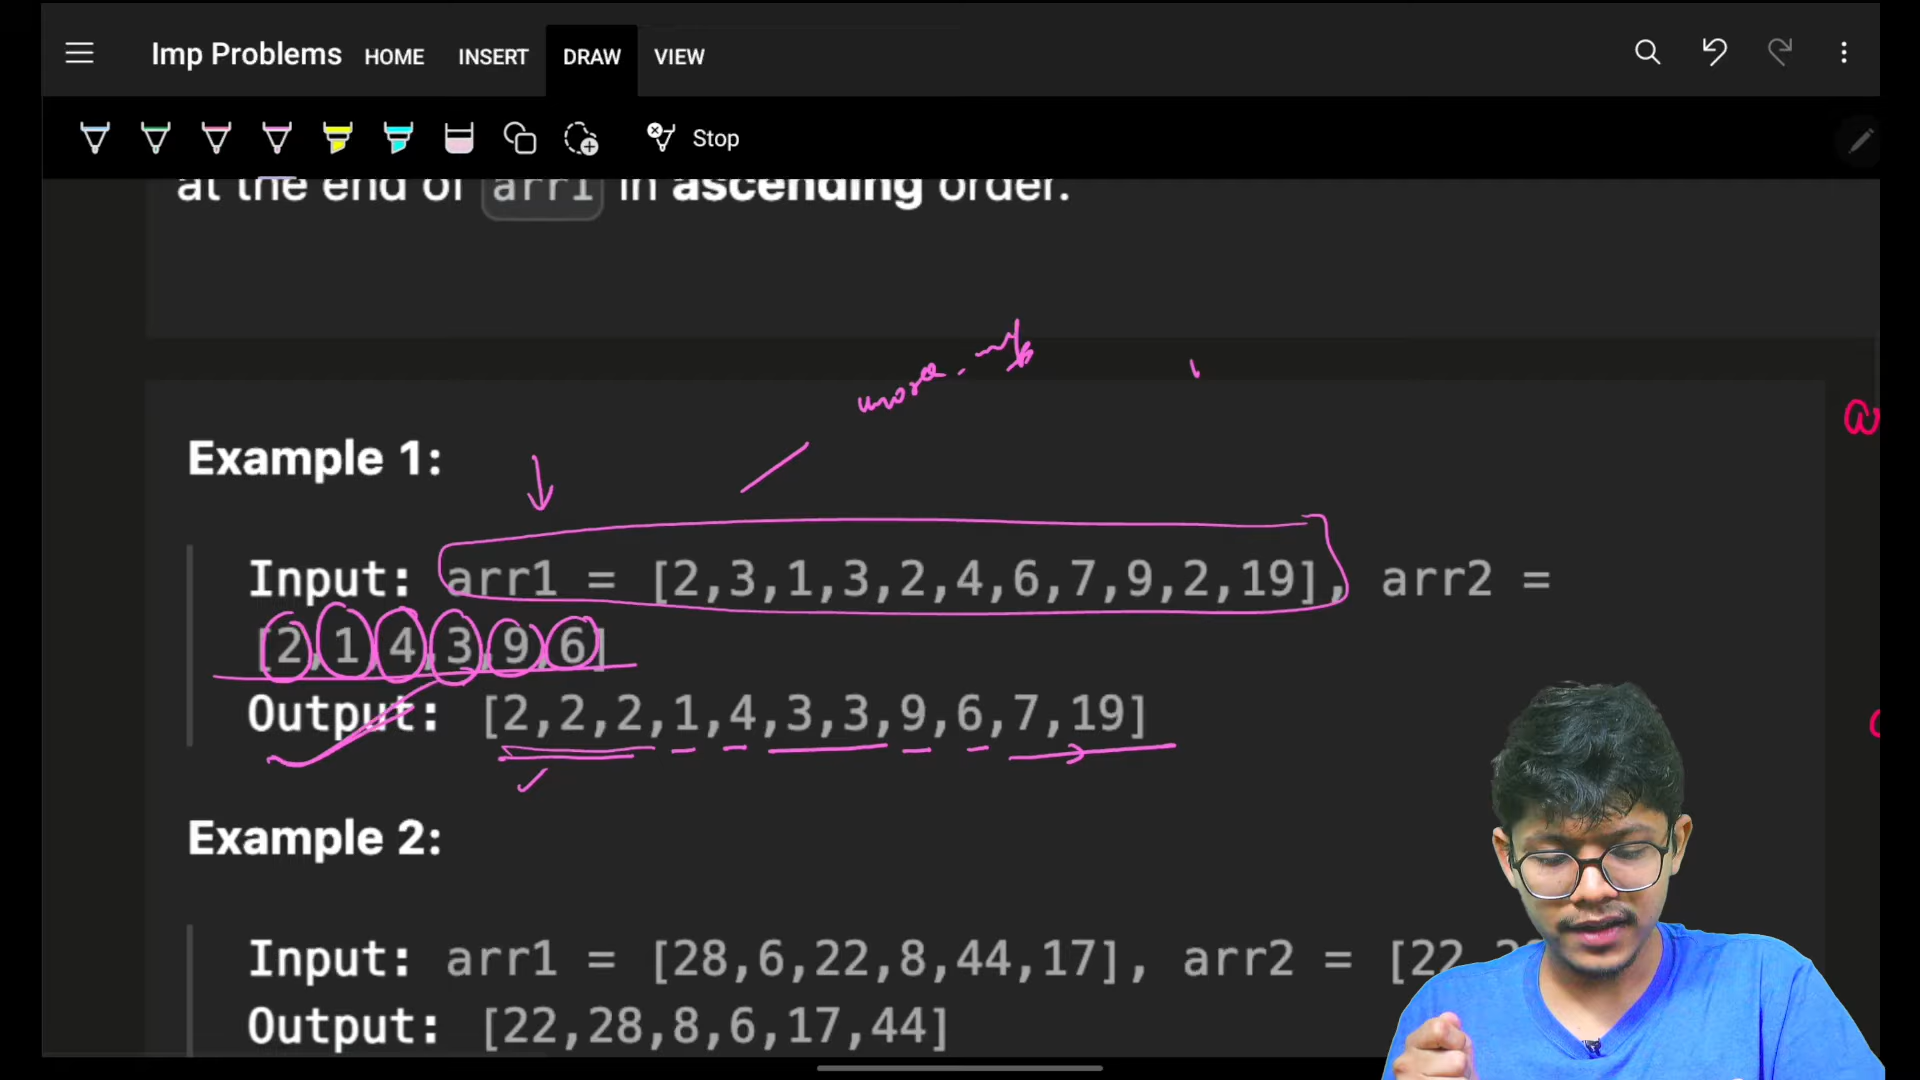 Imp Problems HOME INSERT DRAW VIEW
Stop
at the end of arr1 in ascending order.
more.
Example 1:
Input: arr1 = [2,3,1,3,2,4,6,7,9,2,19], arr2 =
[2,1,4,3,9,6]
Output: [2,2,2,1,4,3,3,9,6,7,19]
Example 2:
Input: arr1 = [28,6,22,8,44,17], arr2 = [22
Output: [22,28,8,6,17,44]